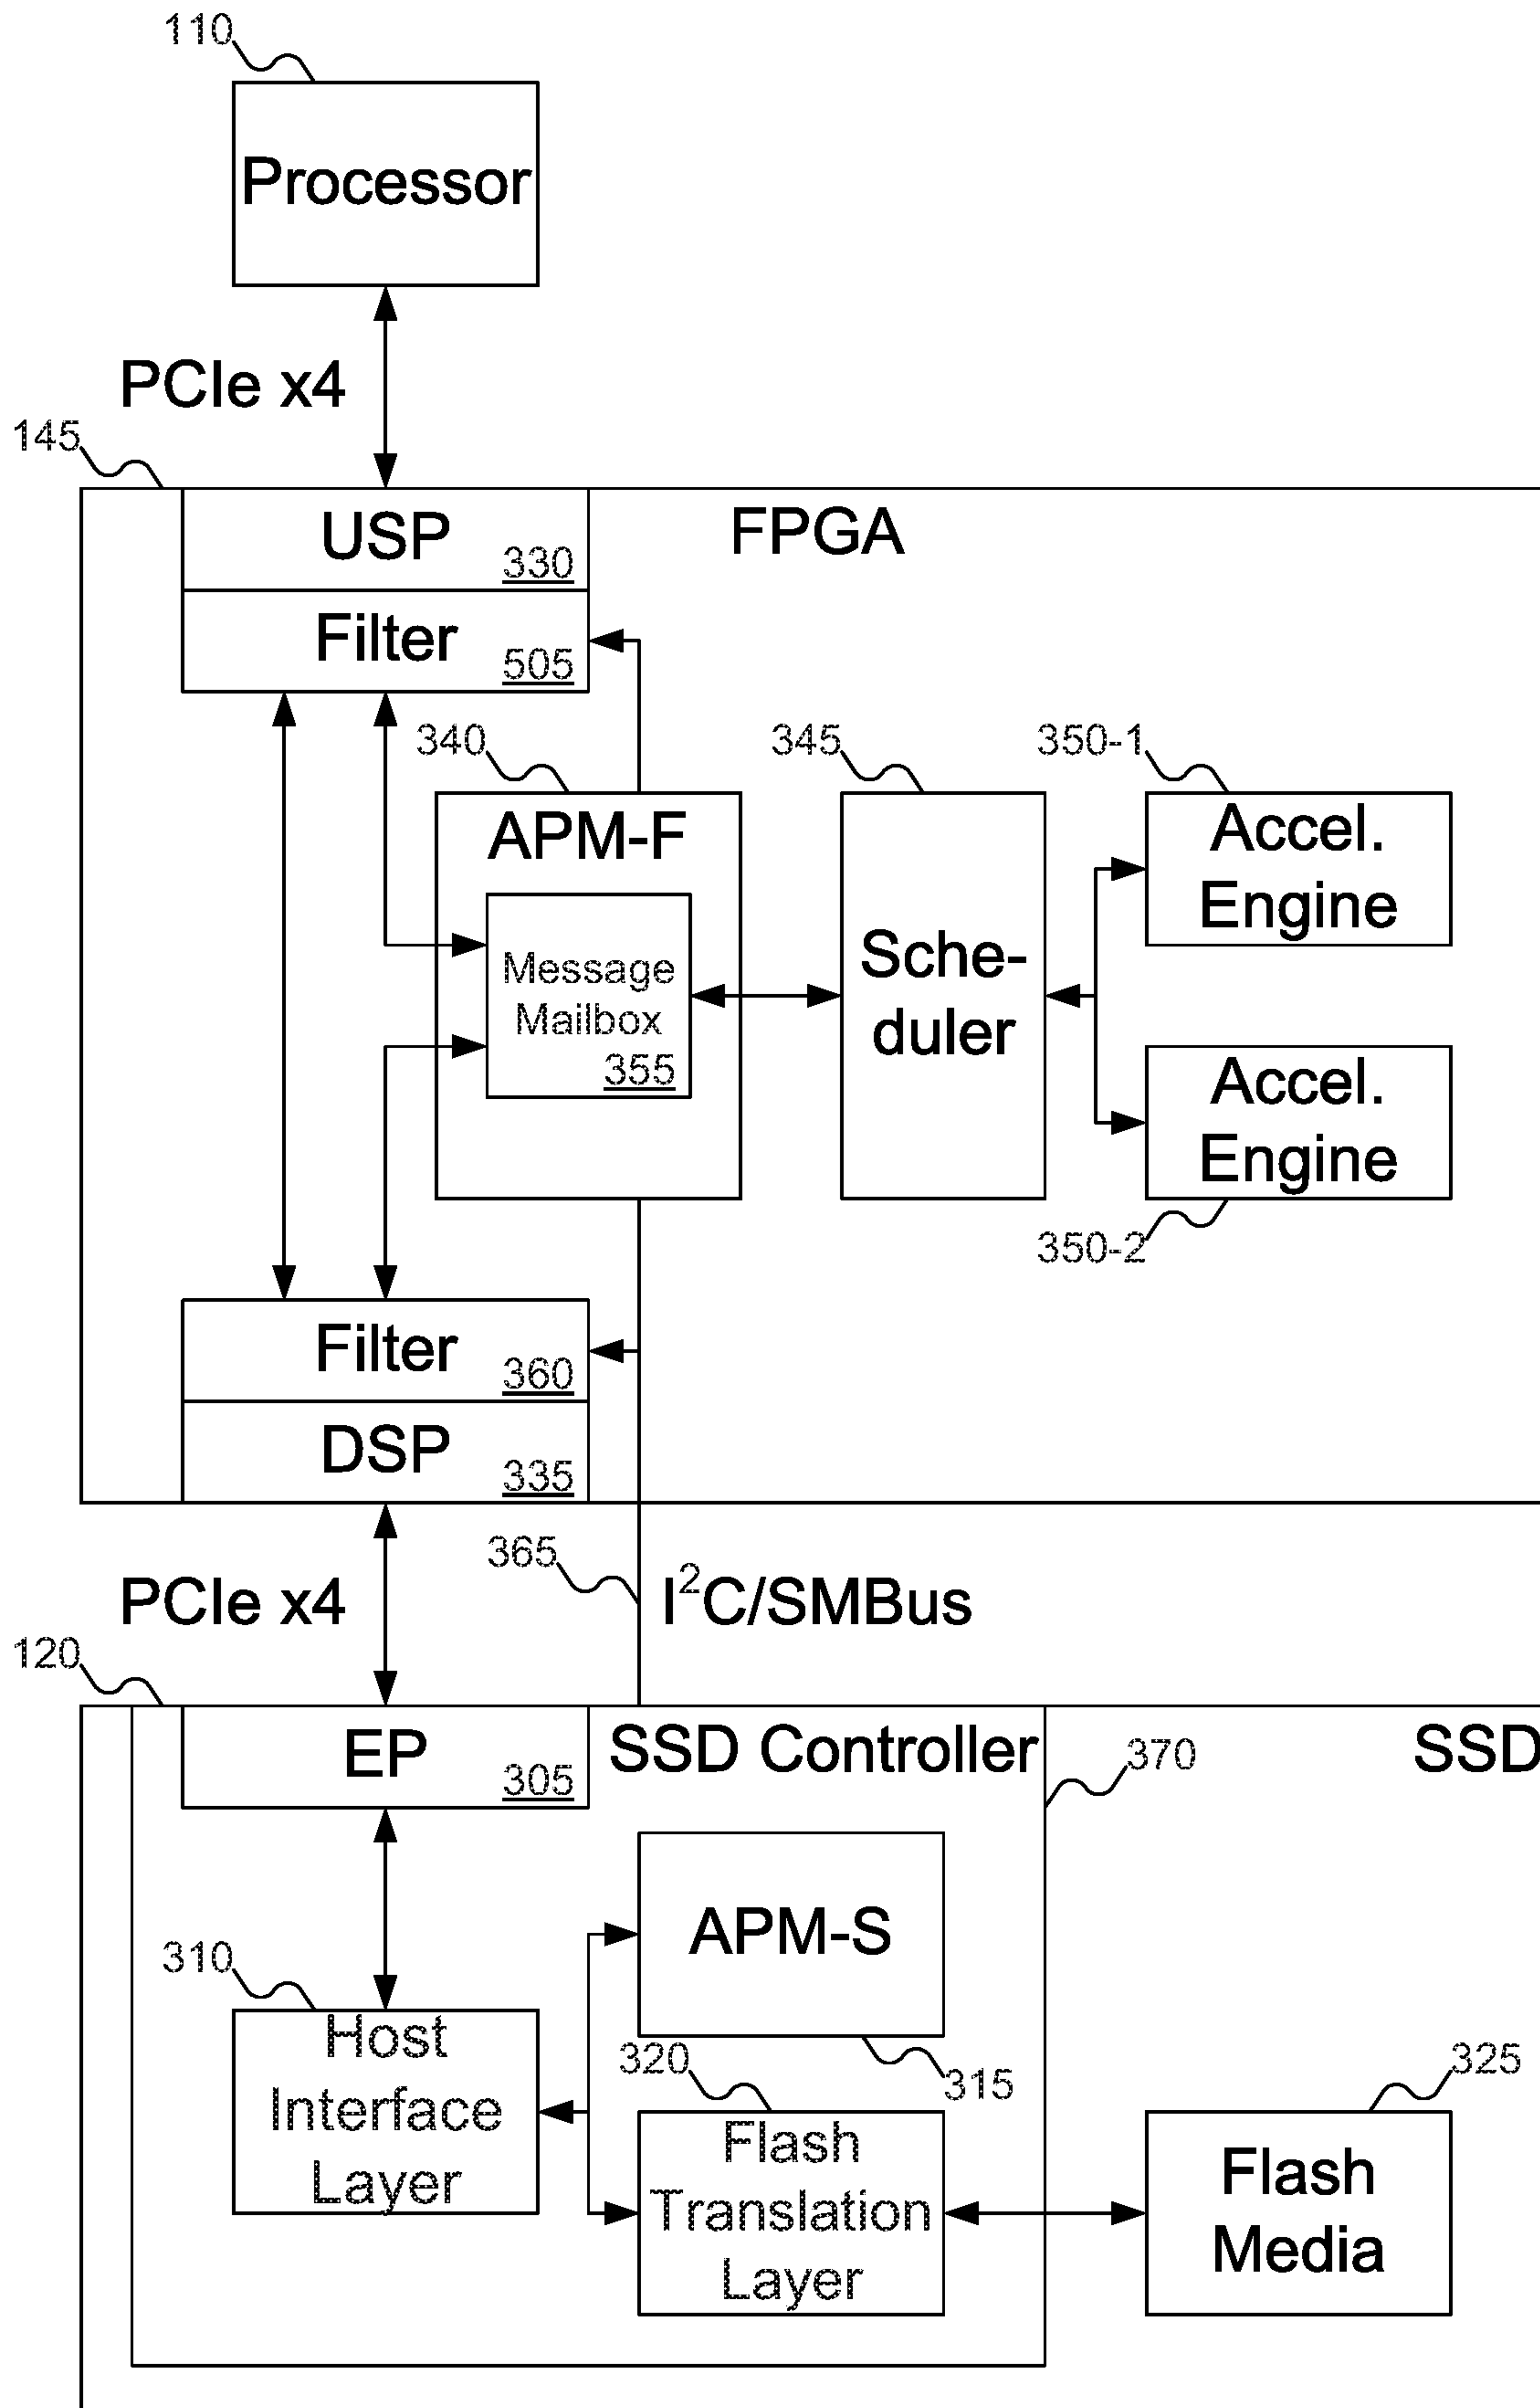 110
Processor
PCIe x4
145
USP
330
FPGA
Filter
505
340
345
350-1
APM-F
Message
Mailbox
355
Sche-
duler
Accel.
Engine
Accel.
Engine
350-2
Filter
360
DSP
335
365
PCIe x4
I²C/SMBus
120
EP
305
SSD Controller
370
SSD
APM-S
315
310
Host
Interface
Layer
320
Flash
Translation
Layer
325
Flash
Media